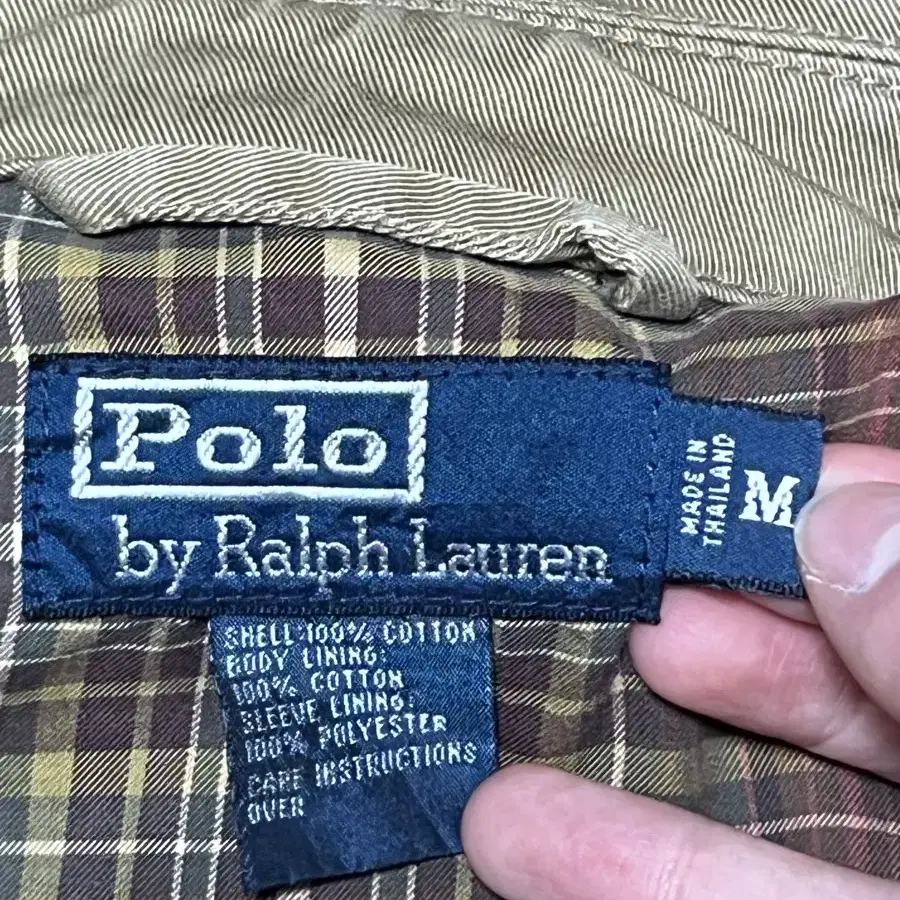 Polo
by Ralph Lauren
MADE IN
THAILAND
M
SHELL:100% COTTON
BODY LINING:
100% COTTON
SLEEVE LINING:
100% POLYESTER
CARE INSTRUCTIONS
OVER